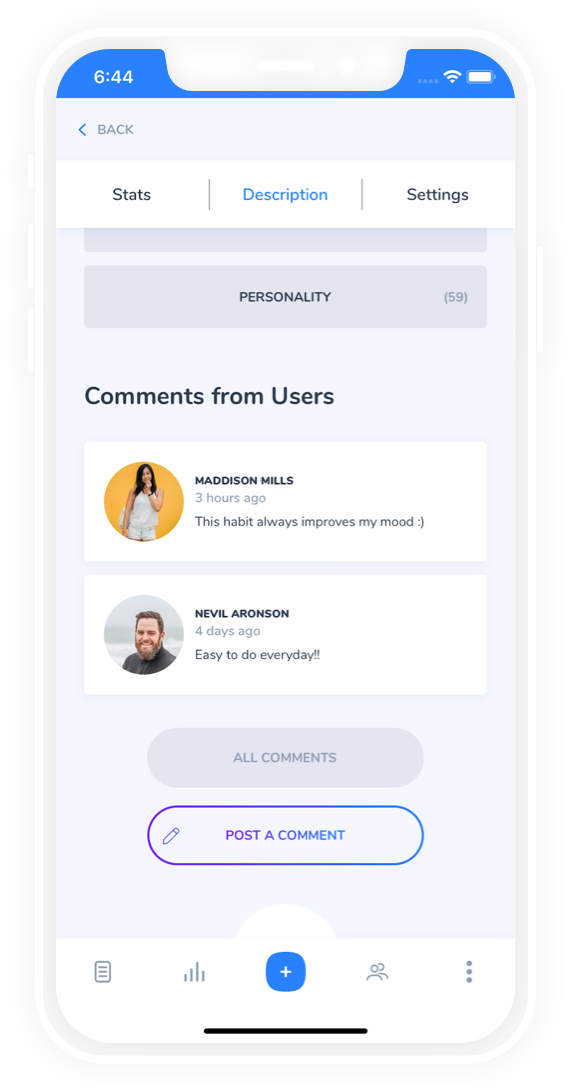 6:44
BACK
Stats
Description
Settings
PERSONALITY (59)
Comments from Users
MADDISON MILLS
3 hours ago
This habit always improves my mood :)
NEVIL ARONSON
4 days ago
Easy to do everyday!!
ALL COMMENTS
POST A COMMENT